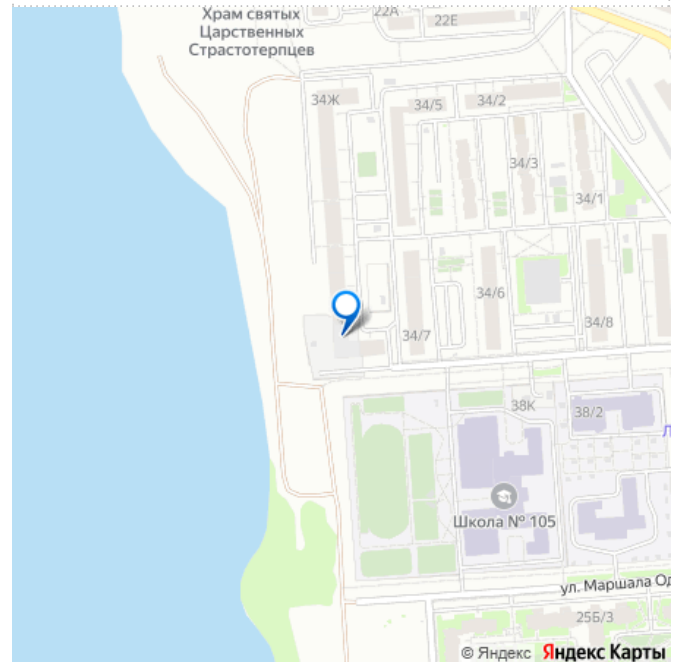 Храм святых
Царственных
Страстотерпцев
22А
22Е
34Ж
34/5
34/2
34/3
34/1
34/6
34/7
34/8
38К
38/2
Л
Школа № 105
ул. Маршала Од
25Б/3
© Яндекс Яндекс Карты